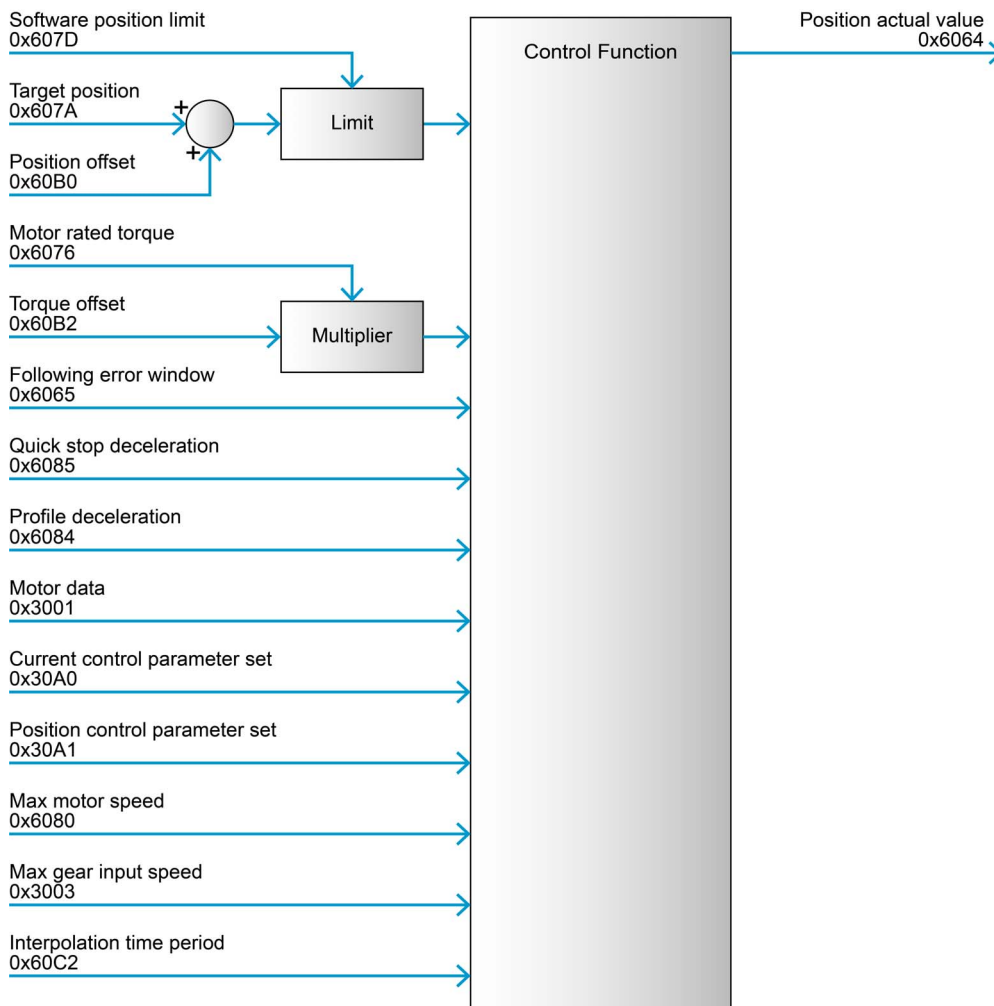 Software position limit
0x607D
Target position
0x607A
+
+
Position offset
0x60B0
Limit
Motor rated torque
0x6076
Torque offset
0x60B2
Multiplier
Following error window
0x6065
Quick stop deceleration
0x6085
Profile deceleration
0x6084
Motor data
0x3001
Current control parameter set
0x30A0
Position control parameter set
0x30A1
Max motor speed
0x6080
Max gear input speed
0x3003
Interpolation time period
0x60C2
Control Function
Position actual value
0x6064